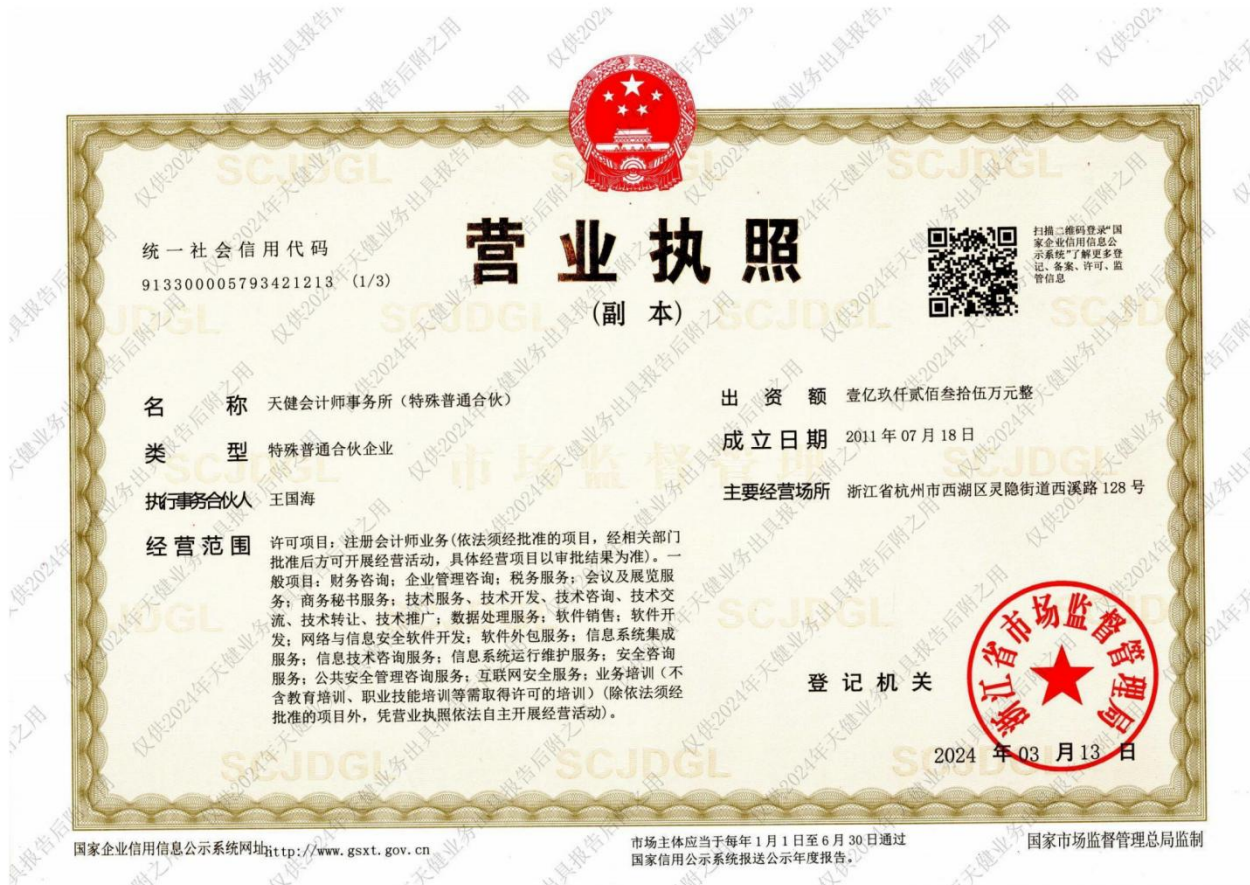 营业执照
(副 本)
统一社会信用代码
913300005793421213 (1/3)
扫描二维码登录“国
家企业信用信息公
示系统”了解更多登
记、备案、许可、监
管信息
名 称 天健会计师事务所（特殊普通合伙）
类 型 特殊普通合伙企业
执行事务合伙人 王国海
经营范围 许可项目：注册会计师业务(依法须经批准的项目，经相关部门
批准后方可开展经营活动，具体经营项目以审批结果为准)。一
般项目：财务咨询；企业管理咨询；税务服务；会议及展览服
务；商务秘书服务；技术服务、技术开发、技术咨询、技术交
流、技术转让、技术推广；数据处理服务；软件销售；软件开
发；网络与信息安全软件开发；软件外包服务；信息系统集成
服务；信息技术咨询服务；信息系统运行维护服务；安全咨询
服务；公共安全管理咨询服务；互联网安全服务；业务培训（不
含教育培训、职业技能培训等需取得许可的培训）(除依法须经
批准的项目外，凭营业执照依法自主开展经营活动)。
出 资 额 壹亿玖仟贰佰叁拾伍万元整
成立日期 2011年07月18日
主要经营场所 浙江省杭州市西湖区灵隐街道西溪路128号
登记机关
浙江省市场监督管理局
2024 年 03 月 13 日
国家企业信用信息公示系统网址http://www.gsxt.gov.cn
市场主体应当于每年1月1日至6月30日通过
国家信用公示系统报送公示年度报告。
国家市场监督管理总局监制
SCJDGL
市场监督管理
仅供2024年天健业务出具报告后附之用